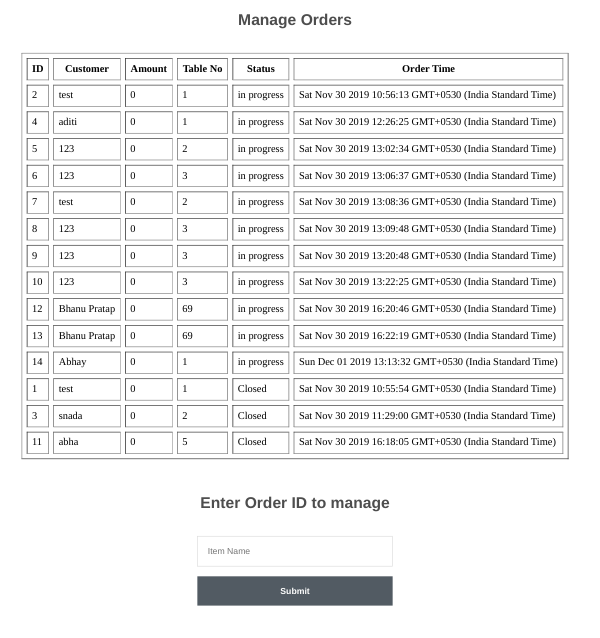 Manage Orders
ID Customer Amount Table No Status Order Time
2 test 0 1 in progress Sat Nov 30 2019 10:56:13 GMT+0530 (India Standard Time)
4 aditi 0 1 in progress Sat Nov 30 2019 12:26:25 GMT+0530 (India Standard Time)
5 123 0 2 in progress Sat Nov 30 2019 13:02:34 GMT+0530 (India Standard Time)
6 123 0 3 in progress Sat Nov 30 2019 13:06:37 GMT+0530 (India Standard Time)
7 test 0 2 in progress Sat Nov 30 2019 13:08:36 GMT+0530 (India Standard Time)
8 123 0 3 in progress Sat Nov 30 2019 13:09:48 GMT+0530 (India Standard Time)
9 123 0 3 in progress Sat Nov 30 2019 13:20:48 GMT+0530 (India Standard Time)
10 123 0 3 in progress Sat Nov 30 2019 13:22:25 GMT+0530 (India Standard Time)
12 Bhanu Pratap 0 69 in progress Sat Nov 30 2019 16:20:46 GMT+0530 (India Standard Time)
13 Bhanu Pratap 0 69 in progress Sat Nov 30 2019 16:22:19 GMT+0530 (India Standard Time)
14 Abhay 0 1 in progress Sun Dec 01 2019 13:13:32 GMT+0530 (India Standard Time)
1 test 0 1 Closed Sat Nov 30 2019 10:55:54 GMT+0530 (India Standard Time)
3 snada 0 2 Closed Sat Nov 30 2019 11:29:00 GMT+0530 (India Standard Time)
11 abha 0 5 Closed Sat Nov 30 2019 16:18:05 GMT+0530 (India Standard Time)
Enter Order ID to manage
Item Name
Submit